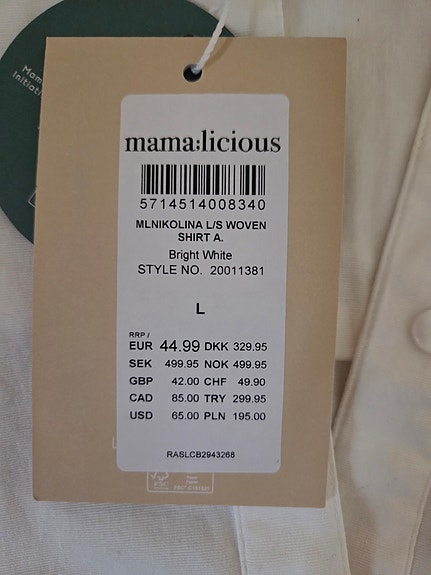 Mam
Initiati
mama;licious
5714514008340
MLNIKOLINA L/S WOVEN
SHIRT A.
Bright White
STYLE NO. 20011381
L
RRP /
EUR 44.99 DKK 329.95
SEK 499.95 NOK 499.95
GBP 42.00 CHF 49.90
CAD 85.00 TRY 299.95
USD 65.00 PLN 195.00
RASLCB2943268